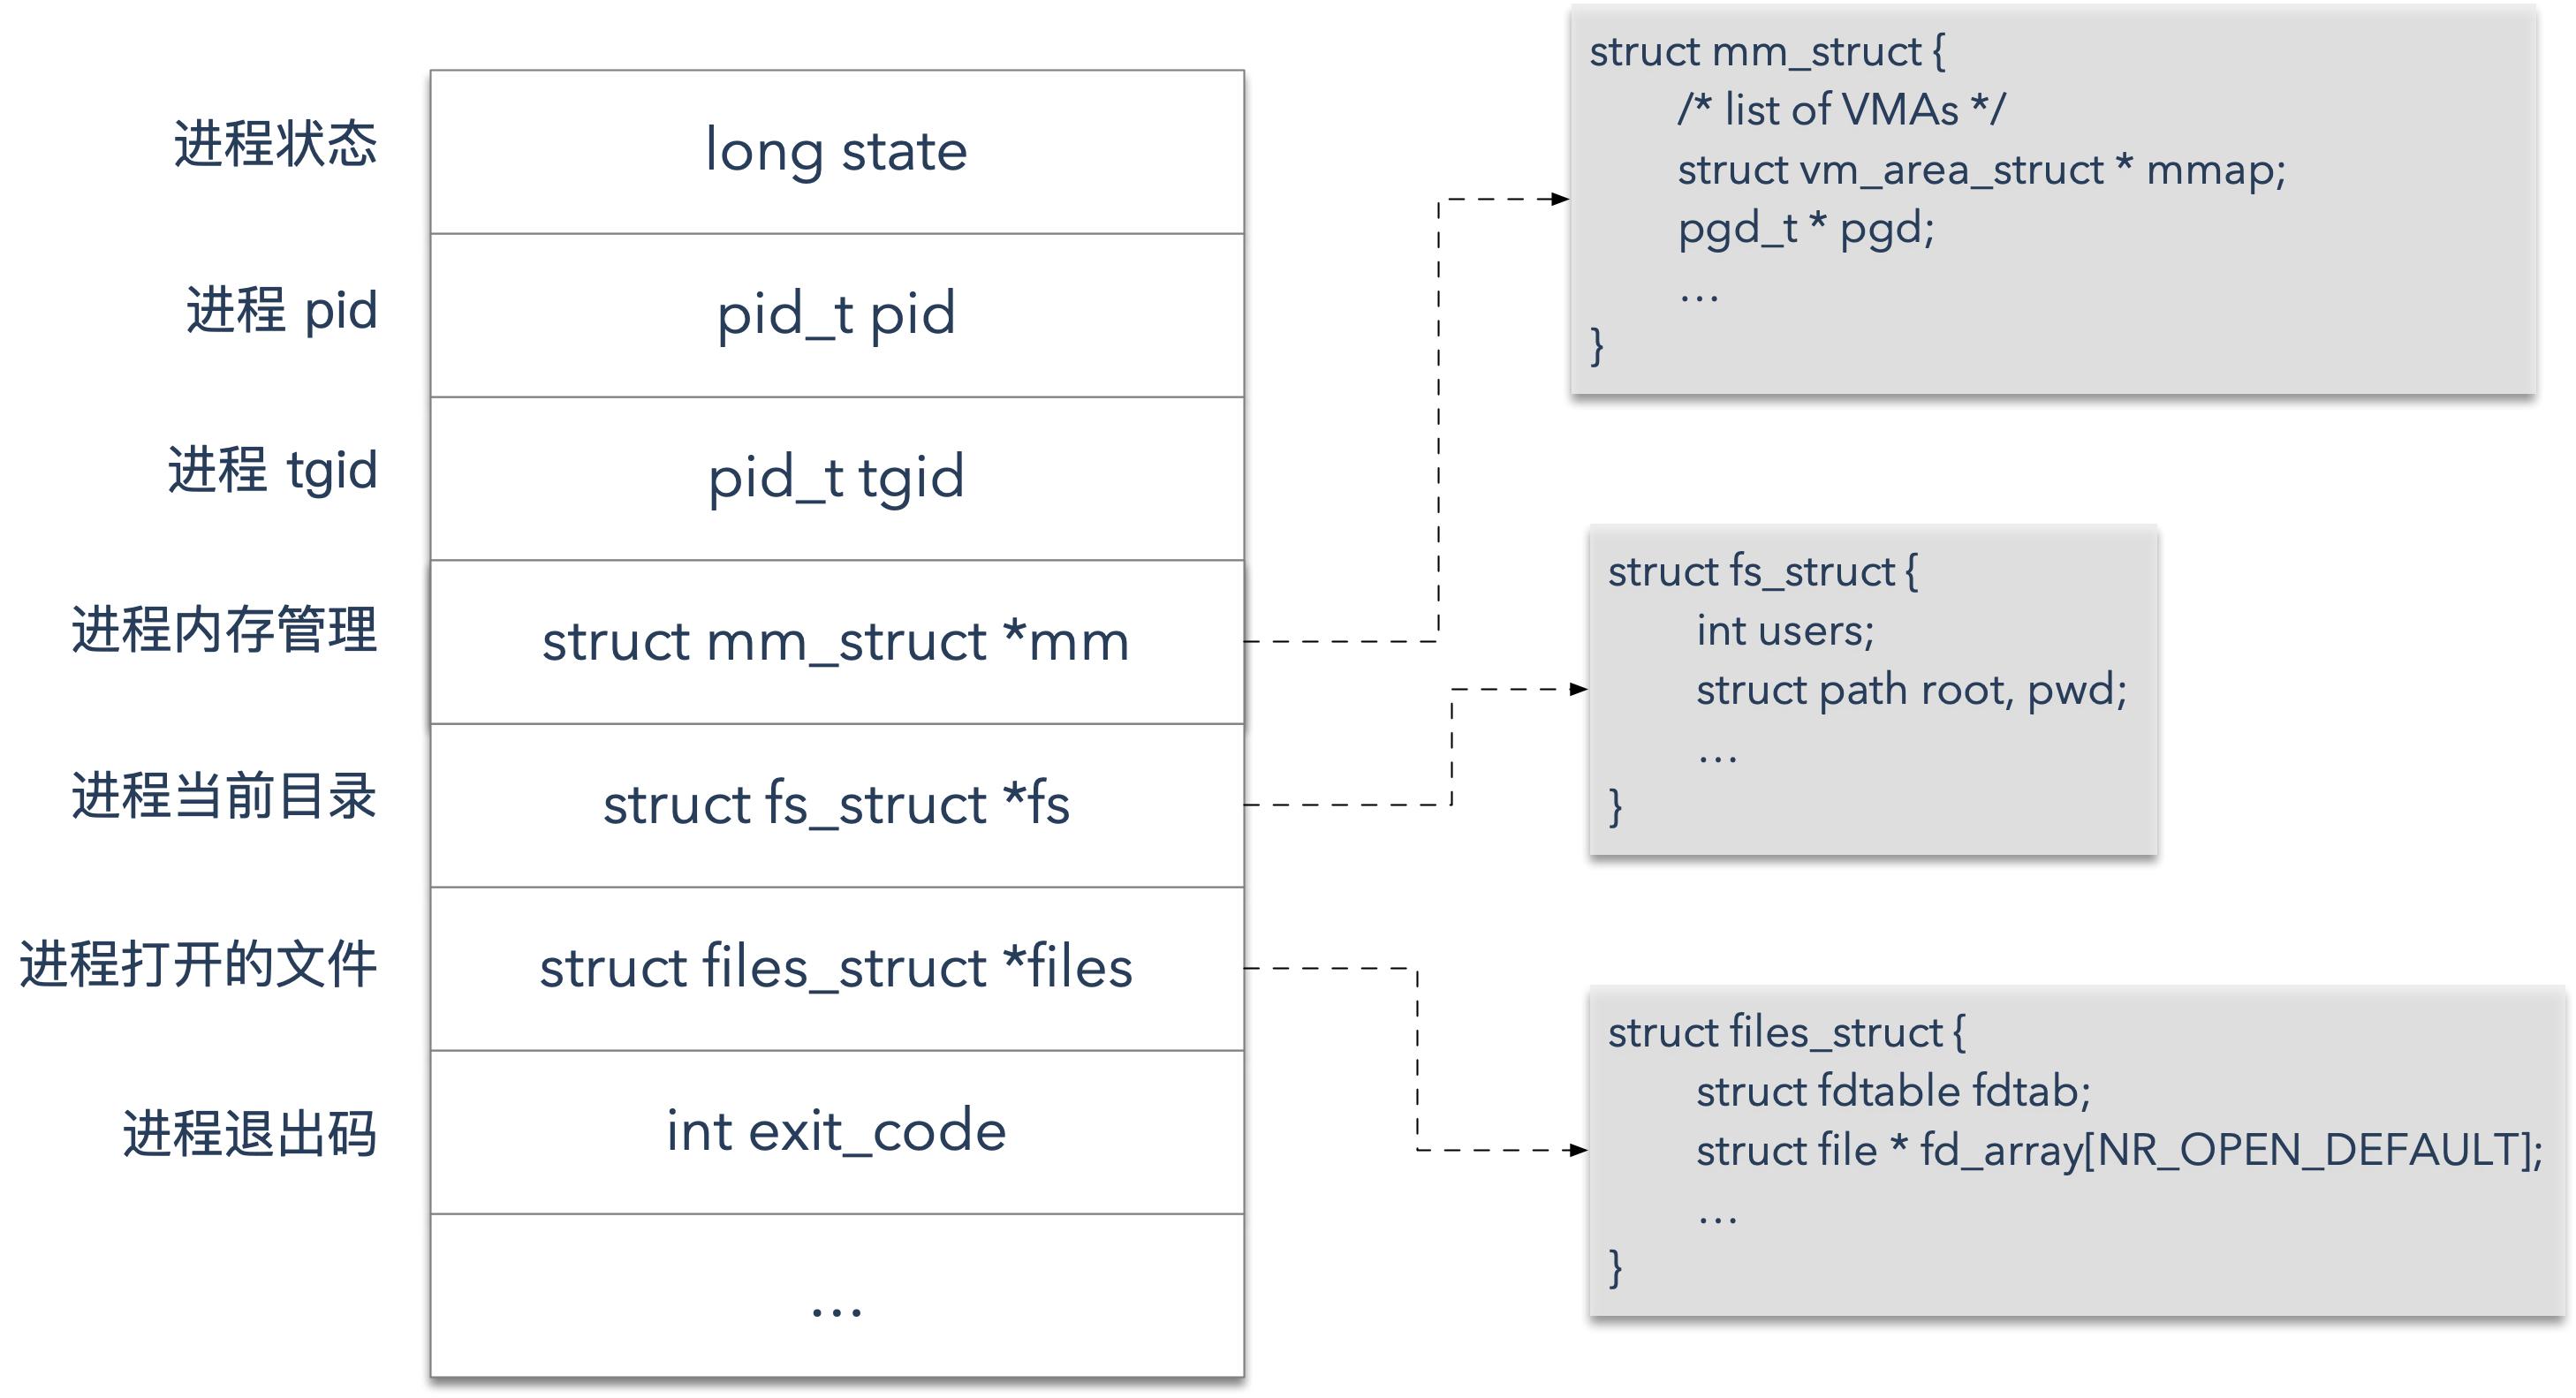 进程状态
long state
进程 pid
pid_t pid
进程 tgid
pid_t tgid
进程内存管理
struct mm_struct *mm
进程当前目录
struct fs_struct *fs
进程打开的文件
struct files_struct *files
进程退出码
int exit_code
...
struct mm_struct {
/* list of VMAs */
struct vm_area_struct * mmap;
pgd_t * pgd;
...
}
struct fs_struct {
int users;
struct path root, pwd;
...
}
struct files_struct {
struct fdtable fdtab;
struct file * fd_array[NR_OPEN_DEFAULT];
...
}